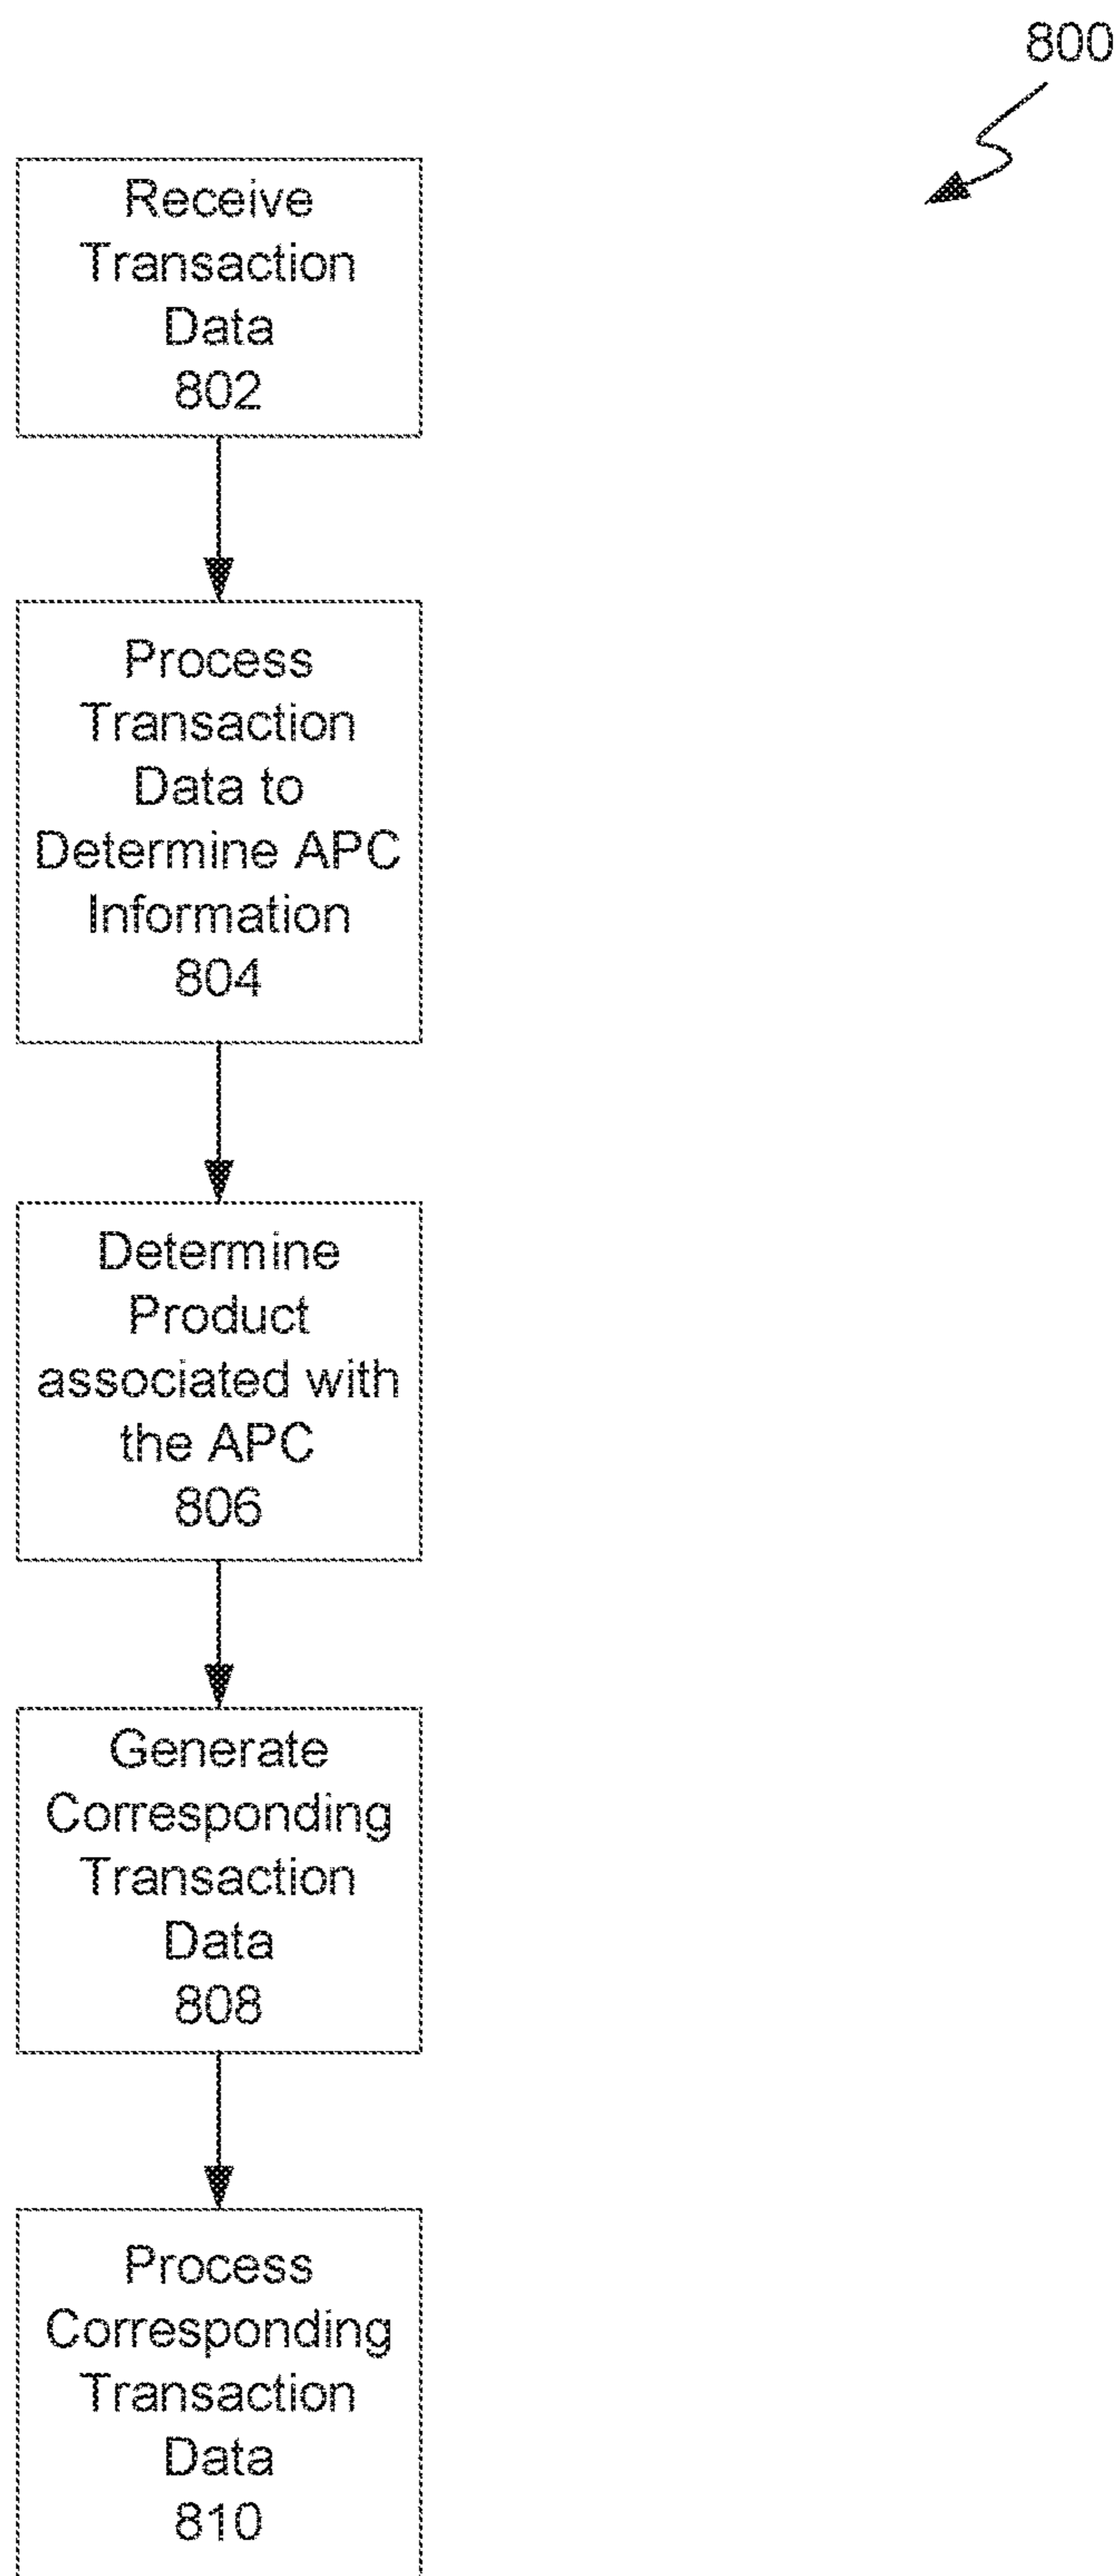 800
Receive
Transaction
Data
802
Process
Transaction
Data to
Determine APC
Information
804
Determine
Product
associated with
the APC
806
Generate
Corresponding
Transaction
Data
808
Process
Corresponding
Transaction
Data
810